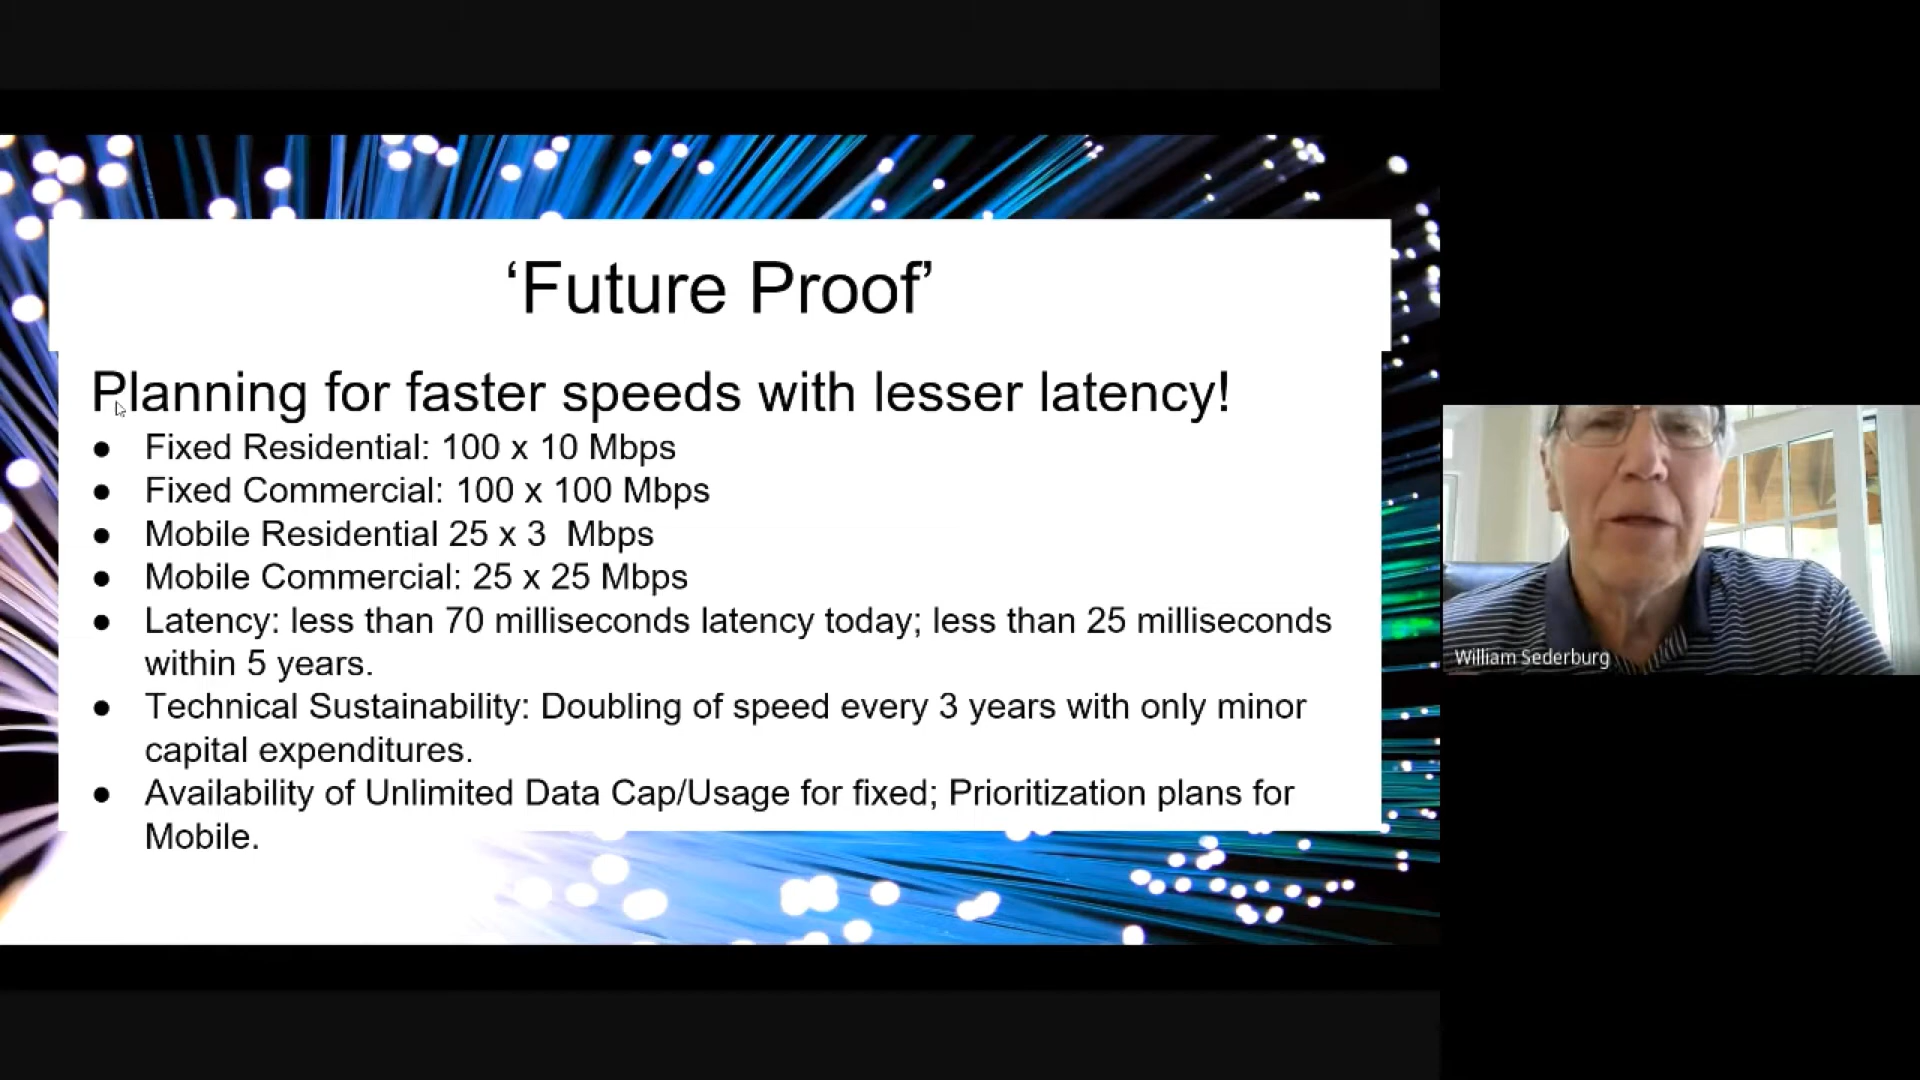 ‘Future Proof’
Planning for faster speeds with lesser latency!
● Fixed Residential: 100 x 10 Mbps
● Fixed Commercial: 100 x 100 Mbps
● Mobile Residential 25 x 3  Mbps
● Mobile Commercial: 25 x 25 Mbps
● Latency: less than 70 milliseconds latency today; less than 25 milliseconds
within 5 years.
● Technical Sustainability: Doubling of speed every 3 years with only minor
capital expenditures.
● Availability of Unlimited Data Cap/Usage for fixed; Prioritization plans for
Mobile.
William Sederburg